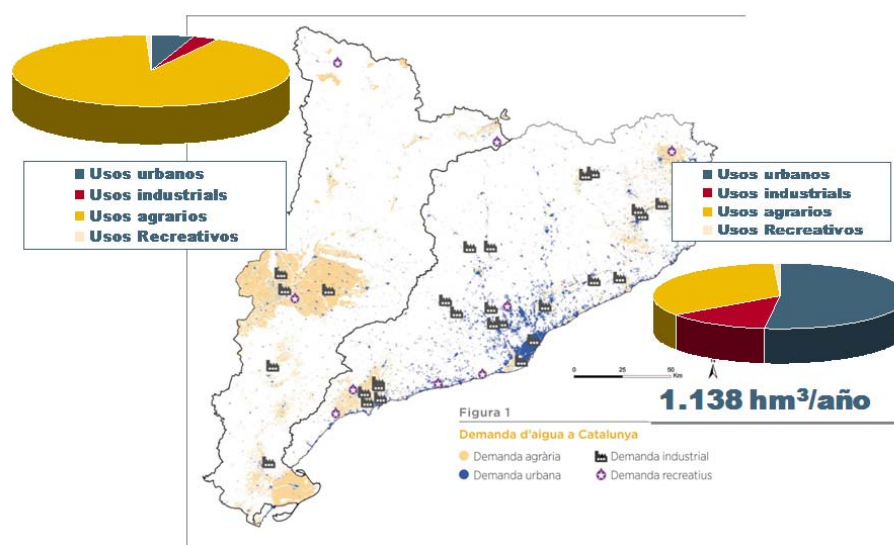 Usos urbanos
Usos industrials
Usos agrarios
Usos Recreativos
Usos urbanos
Usos industrials
Usos agrarios
Usos Recreativos
0 25 50
Km
1.138 hm³/año
Figura 1
Demanda d'aigua a Catalunya
Demanda agrària
Demanda industrial
Demanda urbana
Demanda recreatius